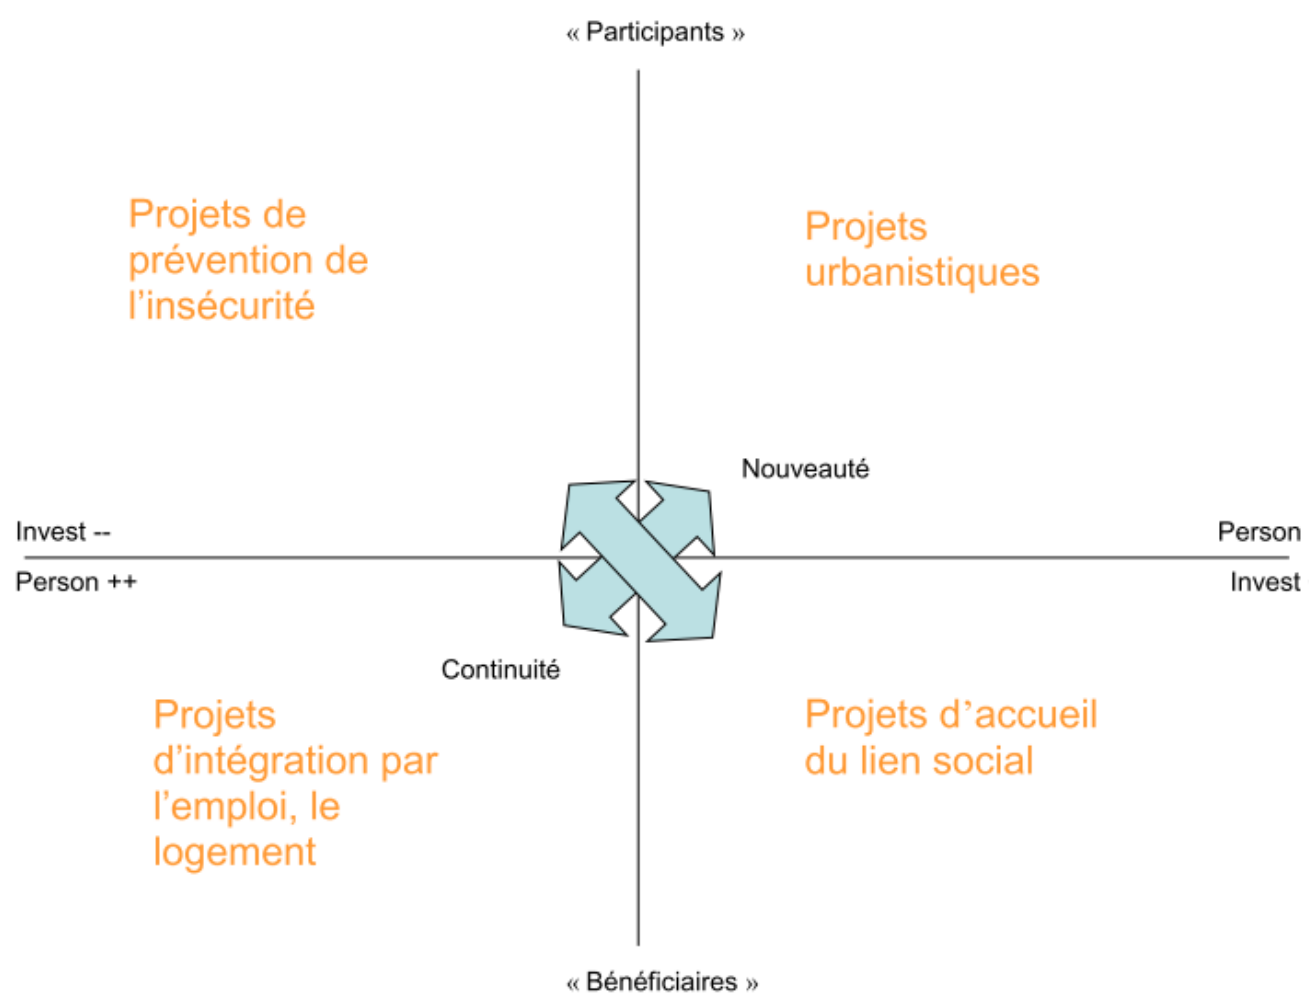 « Participants »
Projets de
prévention de
l’insécurité
Projets
urbanistiques
Nouveauté
Invest --
Person
Person ++
Invest
Continuité
Projets
d’intégration par
l’emploi, le
logement
Projets d’accueil
du lien social
« Bénéficiaires »